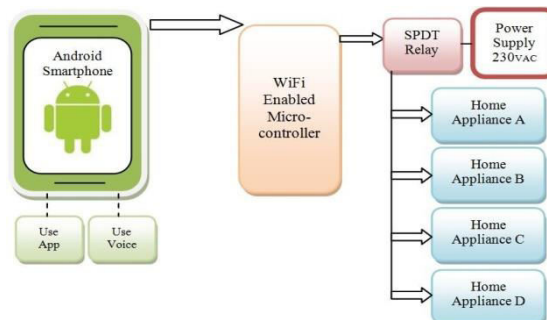 Android
Smartphone
Use
App
Use
Voice
WiFi
Enabled
Micro-
controller
SPDT
Relay
Power
Supply
230VAC
Home
Appliance A
Home
Appliance B
Home
Appliance C
Home
Appliance D